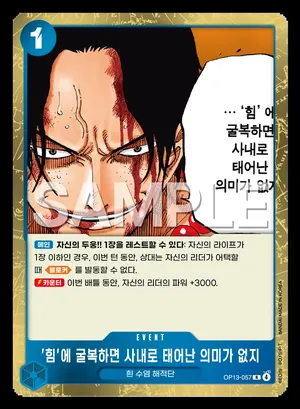 1
… ‘힘’에
굴복하면
사내로
태어난
의미가 없지
SAMPLE
메인 자신의 두웅!! 1장을 레스트할 수 있다: 자신의 라이프가
1장 이하인 경우, 이번 턴 동안, 상대는 자신의 리더가 어택할
때 블로커 를 발동할 수 없다.
카운터 이번 배틀 동안, 자신의 리더의 파워 +3000.
EVENT
‘힘’에 굴복하면 사내로 태어난 의미가 없지
흰 수염 해적단
OP13-057 R